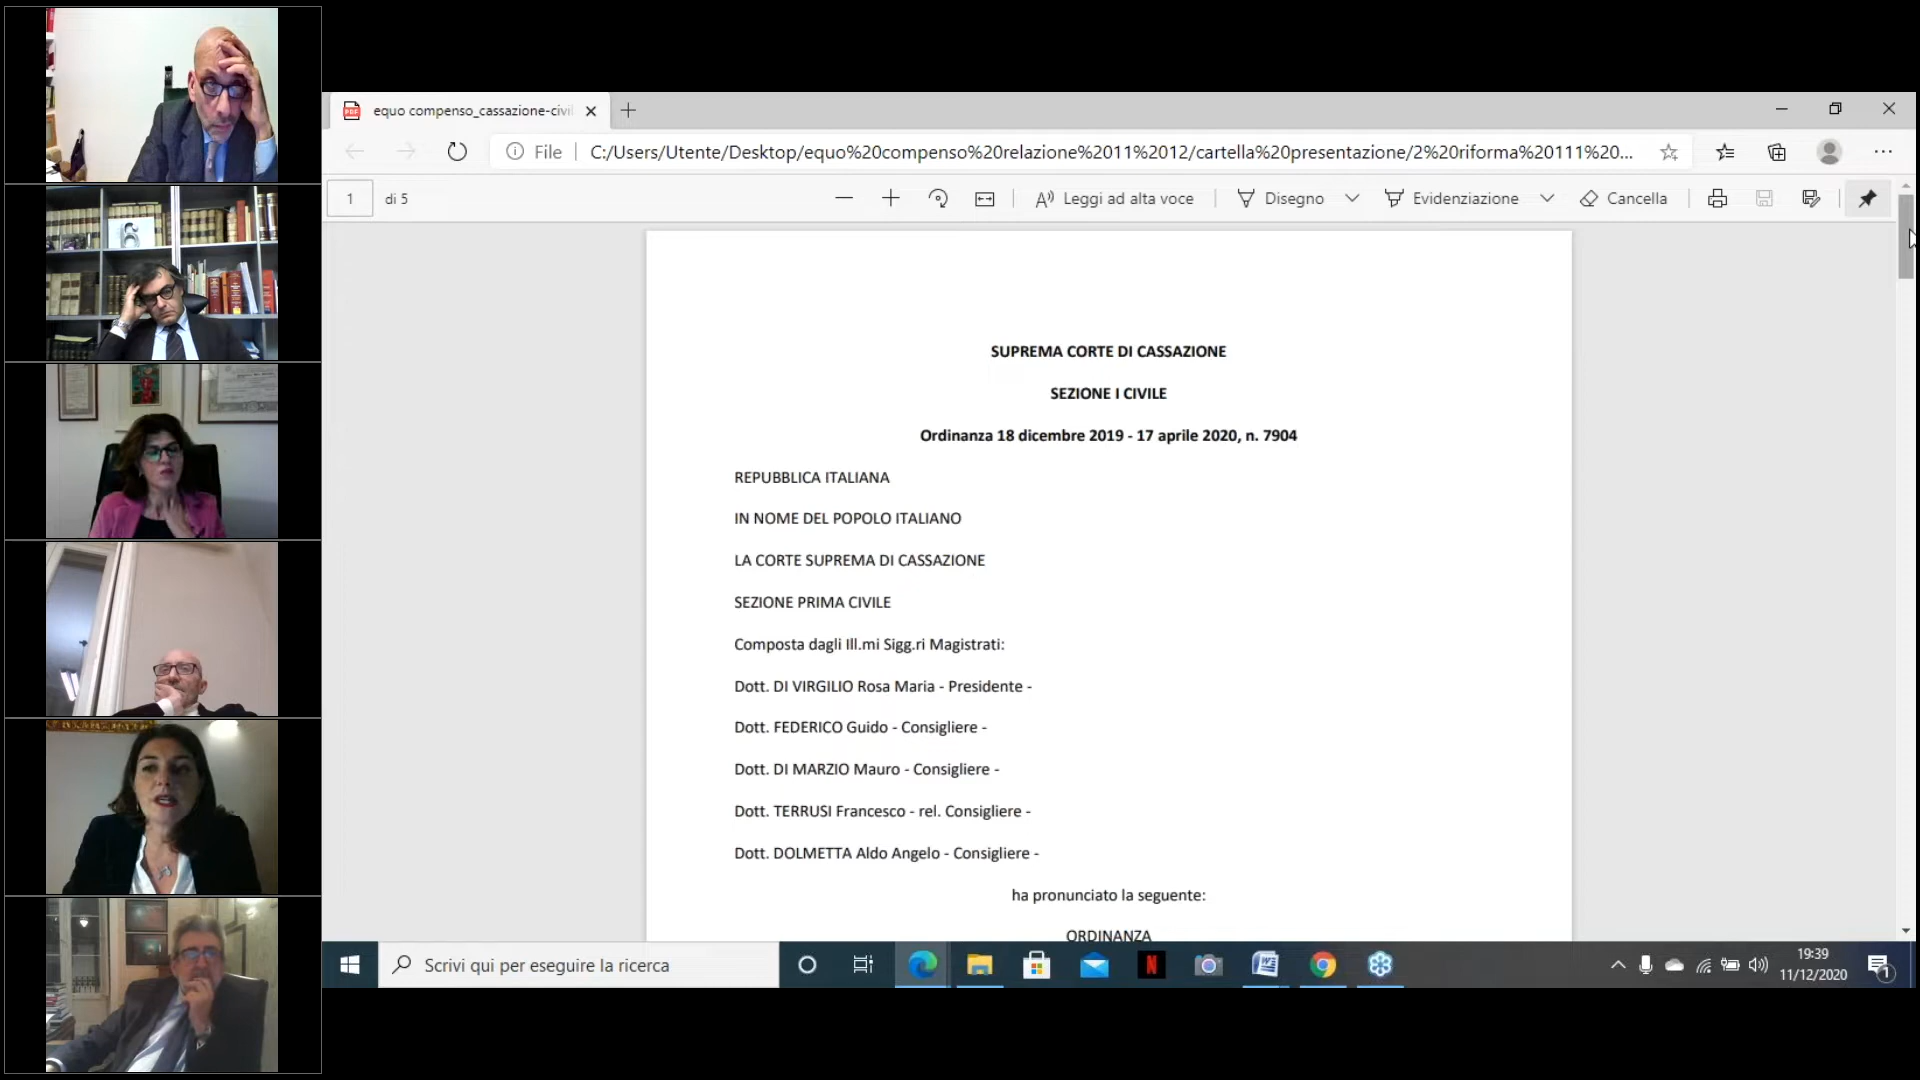 equo compenso_cassazione-civil
File
C:/Users/Utente/Desktop/equo%20compenso%20relazione%2011%2012/cartella%20presentazione/2%20riforma%20111%20...
1 di 5
Leggi ad alta voce
Disegno
Evidenziazione
Cancella
SUPREMA CORTE DI CASSAZIONE
SEZIONE I CIVILE
Ordinanza 18 dicembre 2019 - 17 aprile 2020, n. 7904
REPUBBLICA ITALIANA
IN NOME DEL POPOLO ITALIANO
LA CORTE SUPREMA DI CASSAZIONE
SEZIONE PRIMA CIVILE
Composta dagli Ill.mi Sigg.ri Magistrati:
Dott. DI VIRGILIO Rosa Maria - Presidente -
Dott. FEDERICO Guido - Consigliere -
Dott. DI MARZIO Mauro - Consigliere -
Dott. TERRUSI Francesco - rel. Consigliere -
Dott. DOLMETTA Aldo Angelo - Consigliere -
ha pronunciato la seguente:
ORDINANZA
Scrivi qui per eseguire la ricerca
19:39
11/12/2020
1